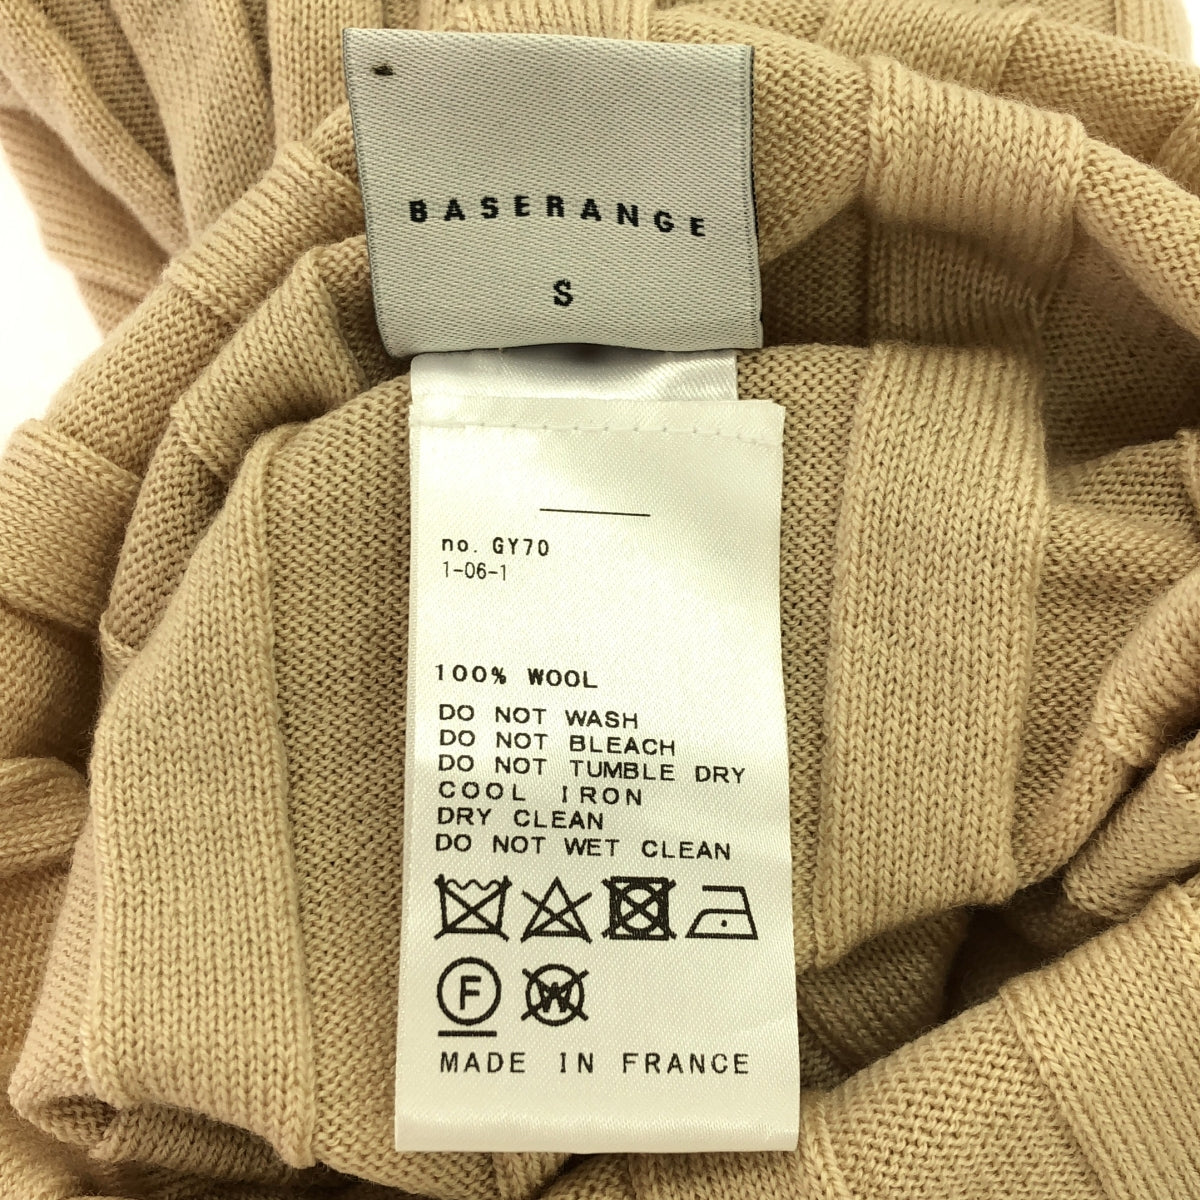 BASERANGE
S
no. GY70
1-06-1
100% WOOL
DO NOT WASH
DO NOT BLEACH
DO NOT TUMBLE DRY
COOL IRON
DRY CLEAN
DO NOT WET CLEAN
F W
MADE IN FRANCE